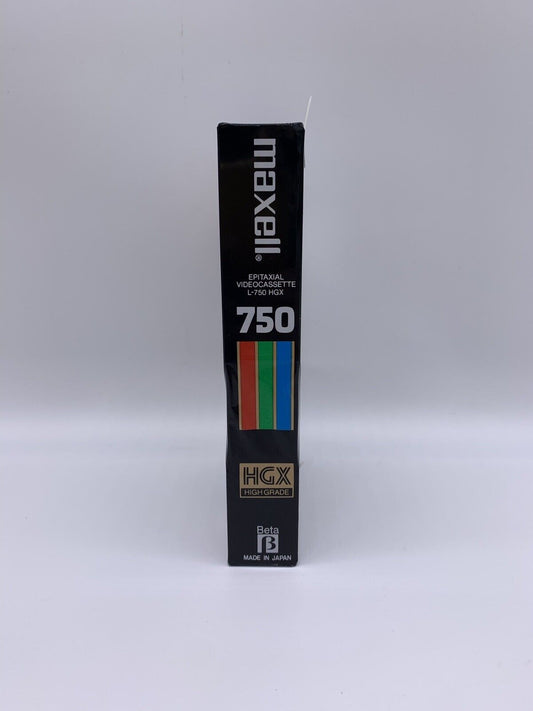 maxell®
EPITAXIAL
VIDEOCASSETTE
L-750 HGX
750
HGX
HIGH GRADE
Beta
β
MADE IN JAPAN